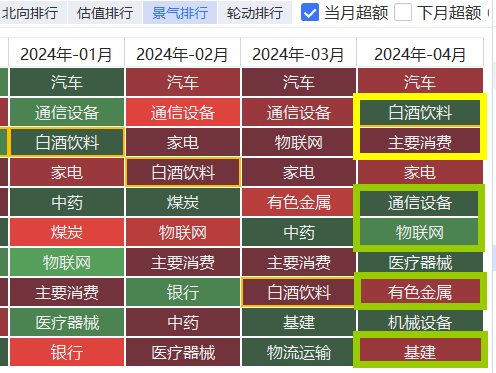 北向排行 估值排行 景气排行 轮动排行 当月超额 下月超额
2024年-01月 2024年-02月 2024年-03月 2024年-04月
汽车 汽车 汽车 汽车
通信设备 通信设备 通信设备 白酒饮料
白酒饮料 家电 物联网 主要消费
家电 白酒饮料 家电 家电
中药 煤炭 有色金属 通信设备
煤炭 物联网 中药 物联网
物联网 主要消费 主要消费 医疗器械
主要消费 银行 白酒饮料 有色金属
医疗器械 中药 基建 机械设备
银行 医疗器械 物流运输 基建